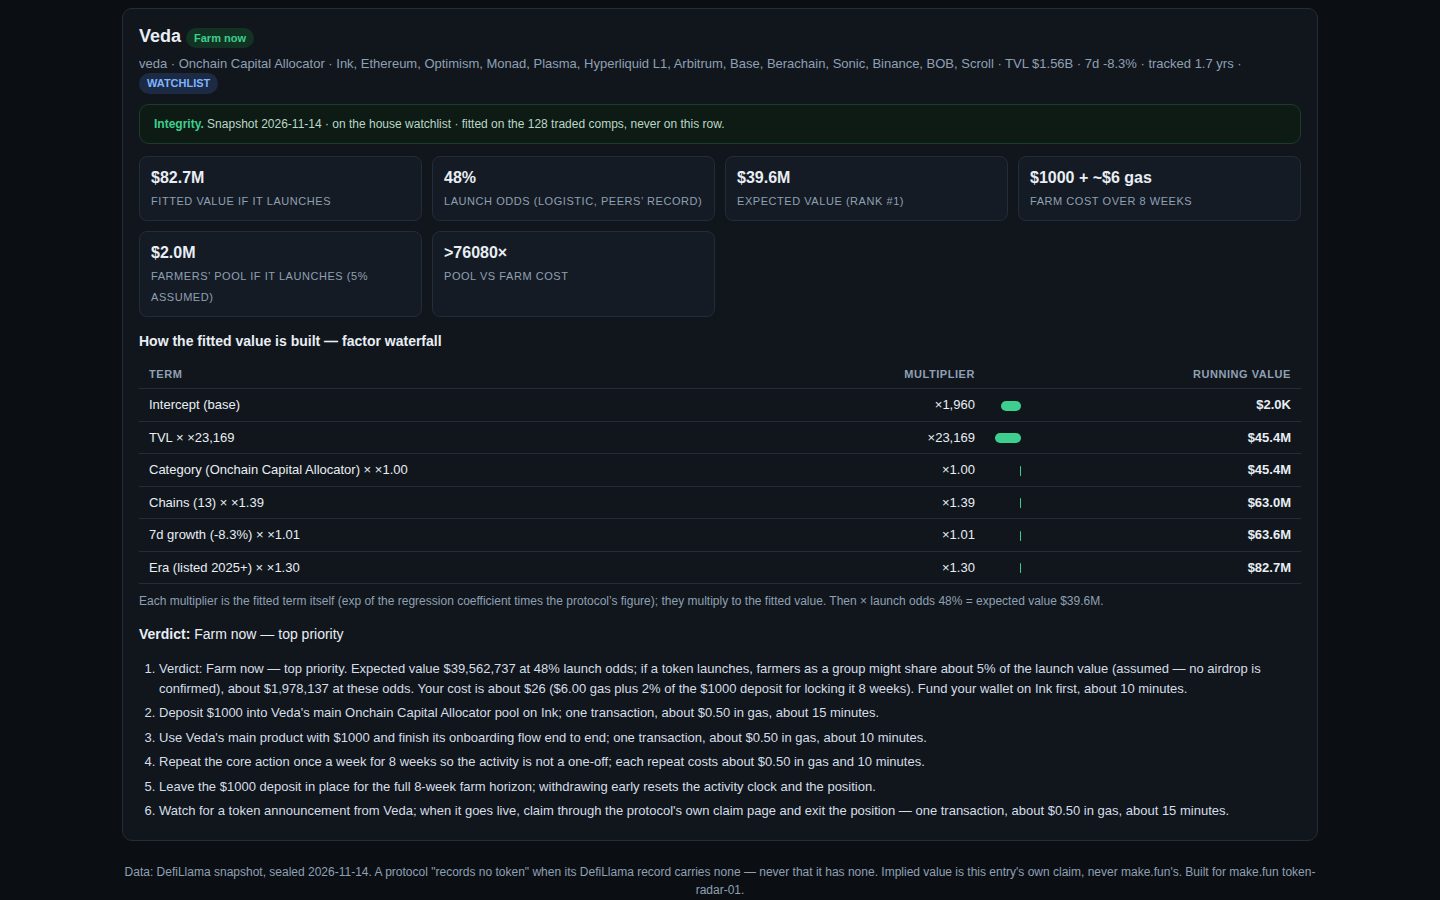 Veda Farm now
veda · Onchain Capital Allocator · Ink, Ethereum, Optimism, Monad, Plasma, Hyperliquid L1, Arbitrum, Base, Berachain, Sonic, Binance, BOB, Scroll · TVL $1.56B · 7d -8.3% · tracked 1.7 yrs ·
WATCHLIST
Integrity. Snapshot 2026-11-14 · on the house watchlist · fitted on the 128 traded comps, never on this row.
$82.7M
FITTED VALUE IF IT LAUNCHES
48%
LAUNCH ODDS (LOGISTIC, PEERS' RECORD)
$39.6M
EXPECTED VALUE (RANK #1)
$1000 + ~$6 gas
FARM COST OVER 8 WEEKS
$2.0M
FARMERS' POOL IF IT LAUNCHES (5%
ASSUMED)
>76080×
POOL VS FARM COST
How the fitted value is built — factor waterfall
TERM MULTIPLIER RUNNING VALUE
Intercept (base) ×1,960 $2.0K
TVL × ×23,169 ×23,169 $45.4M
Category (Onchain Capital Allocator) × ×1.00 ×1.00 $45.4M
Chains (13) × ×1.39 ×1.39 $63.0M
7d growth (-8.3%) × ×1.01 ×1.01 $63.6M
Era (listed 2025+) × ×1.30 ×1.30 $82.7M
Each multiplier is the fitted term itself (exp of the regression coefficient times the protocol's figure); they multiply to the fitted value. Then × launch odds 48% = expected value $39.6M.
Verdict: Farm now — top priority
1. Verdict: Farm now — top priority. Expected value $39,562,737 at 48% launch odds; if a token launches, farmers as a group might share about 5% of the launch value (assumed — no airdrop is
confirmed), about $1,978,137 at these odds. Your cost is about $26 ($6.00 gas plus 2% of the $1000 deposit for locking it 8 weeks). Fund your wallet on Ink first, about 10 minutes.
2. Deposit $1000 into Veda's main Onchain Capital Allocator pool on Ink; one transaction, about $0.50 in gas, about 15 minutes.
3. Use Veda's main product with $1000 and finish its onboarding flow end to end; one transaction, about $0.50 in gas, about 10 minutes.
4. Repeat the core action once a week for 8 weeks so the activity is not a one-off; each repeat costs about $0.50 in gas and 10 minutes.
5. Leave the $1000 deposit in place for the full 8-week farm horizon; withdrawing early resets the activity clock and the position.
6. Watch for a token announcement from Veda; when it goes live, claim through the protocol's own claim page and exit the position — one transaction, about $0.50 in gas, about 15 minutes.
Data: DefiLlama snapshot, sealed 2026-11-14. A protocol "records no token" when its DefiLlama record carries none — never that it has none. Implied value is this entry's own claim, never make.fun's. Built for make.fun token-
radar-01.